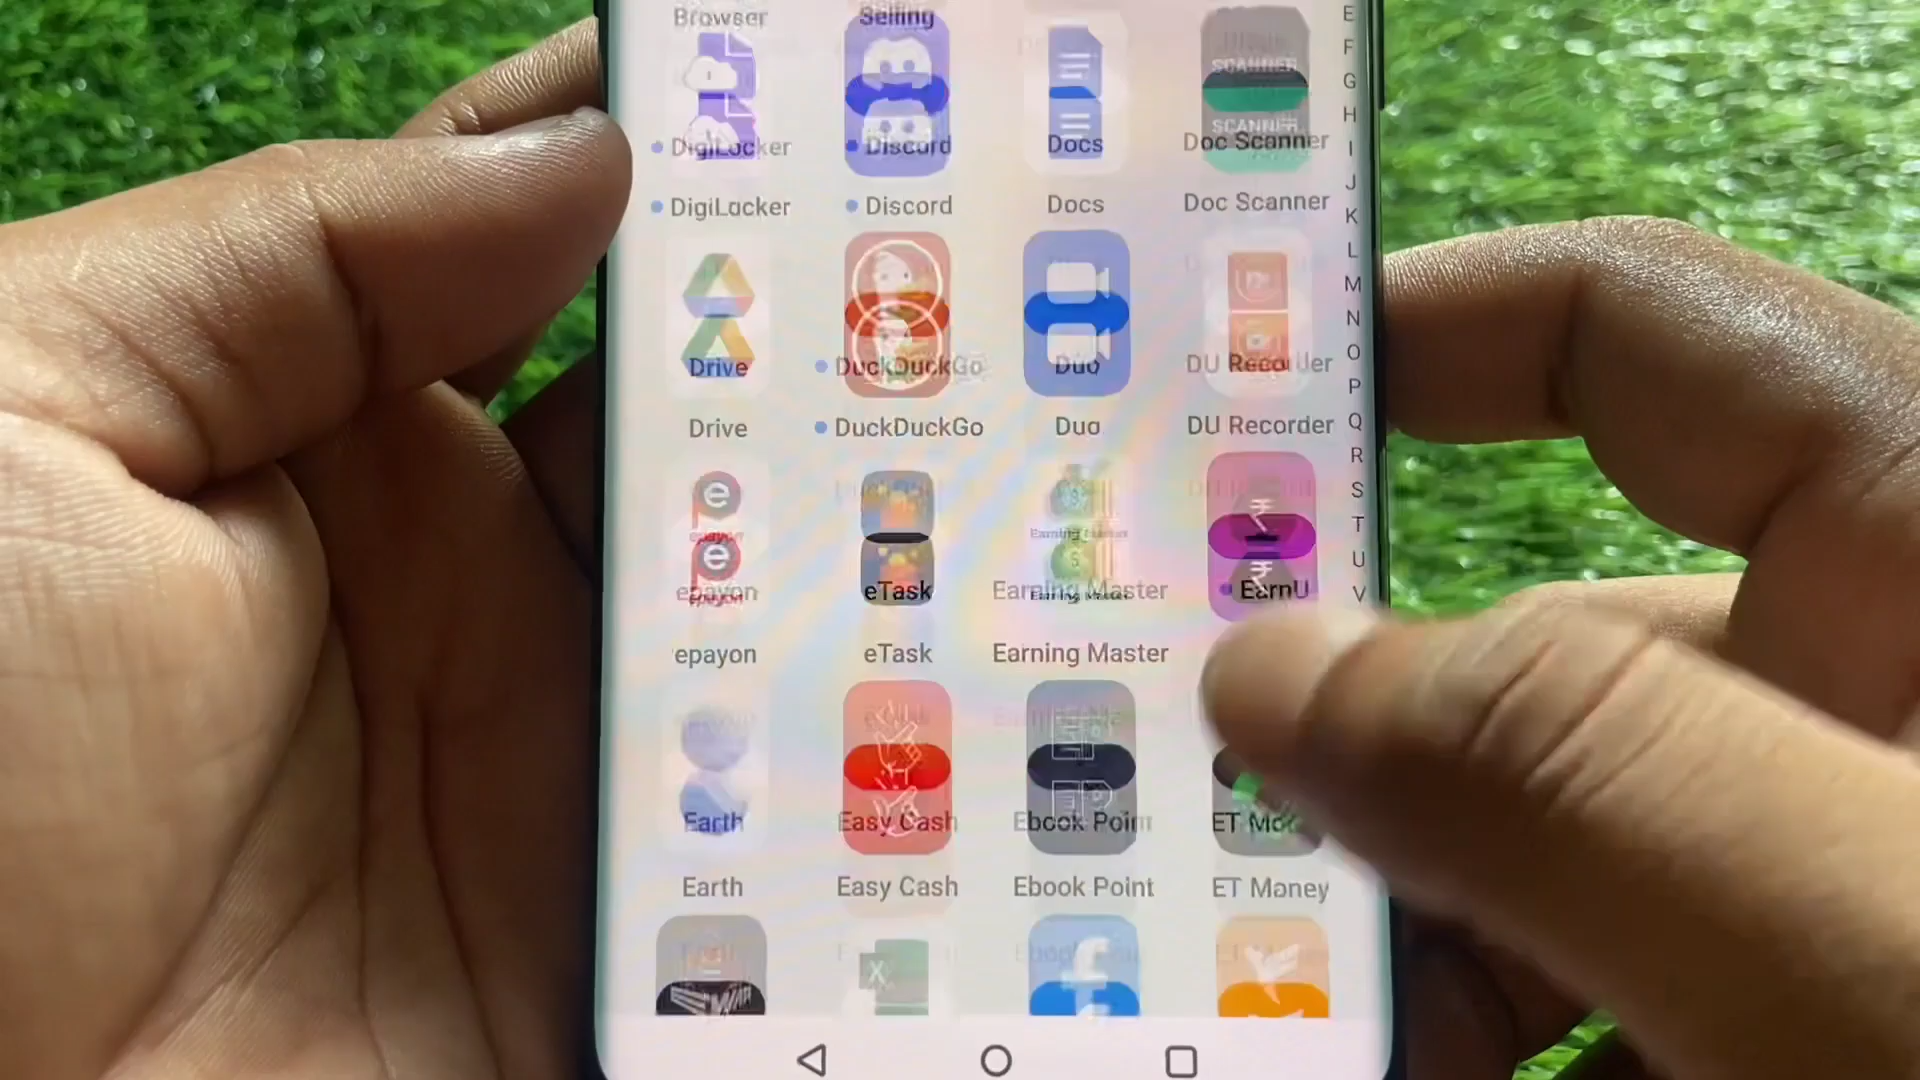 Browser Selling
DigiLocker Discord Docs Doc Scanner
SCANNER
SCANNER
DigiLocker Discord Docs Doc Scanner
Drive DuckDuckGo Duo DU Recorder
Drive DuckDuckGo Duo DU Recorder
epayon eTask Earning Master EarnU
epayon eTask Earning Master
Earth Easy Cash Ebook Point
Earth Easy Cash Ebook Point ET Money
E
F
G
H
I
J
K
L
M
N
O
P
Q
R
S
T
U
V